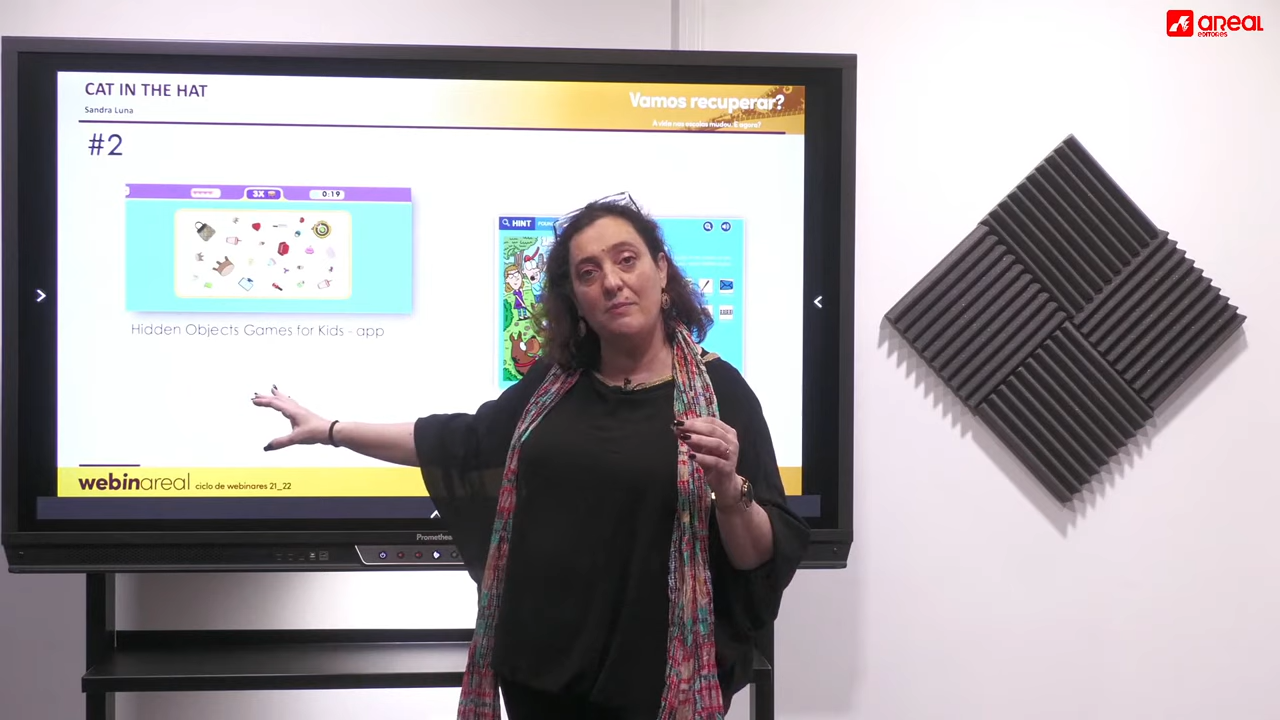 AREAL
EDITORES
CAT IN THE HAT
Sandra Luna
Vamos recuperar?
A vida nas escolas mudou. E agora?
#2
3X
0:19
HINT
Hidden Objects Games for Kids - app
webinareal ciclo de webinares 21_22
Promethea